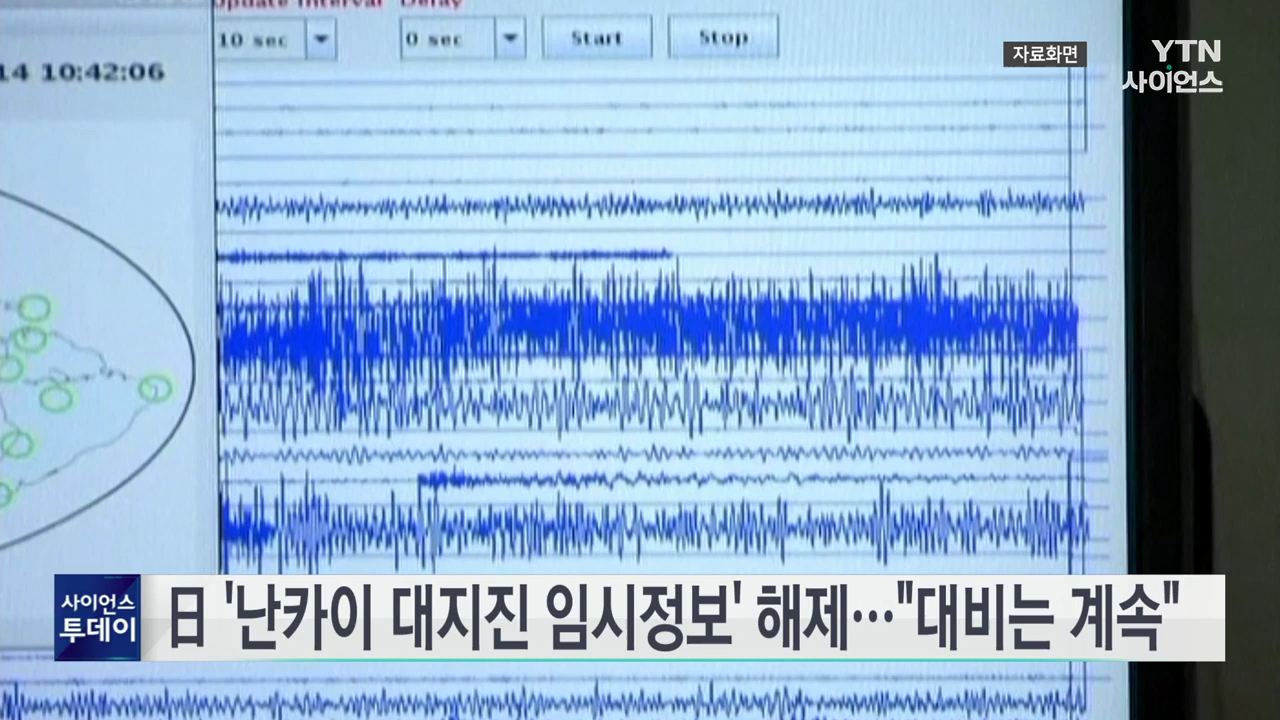 Update Interval Delay
10 sec 0 sec Start Stop
14 10:42:06
자료화면
YTN
사이언스
사이언스
투데이
日 '난카이 대지진 임시정보' 해제…"대비는 계속"